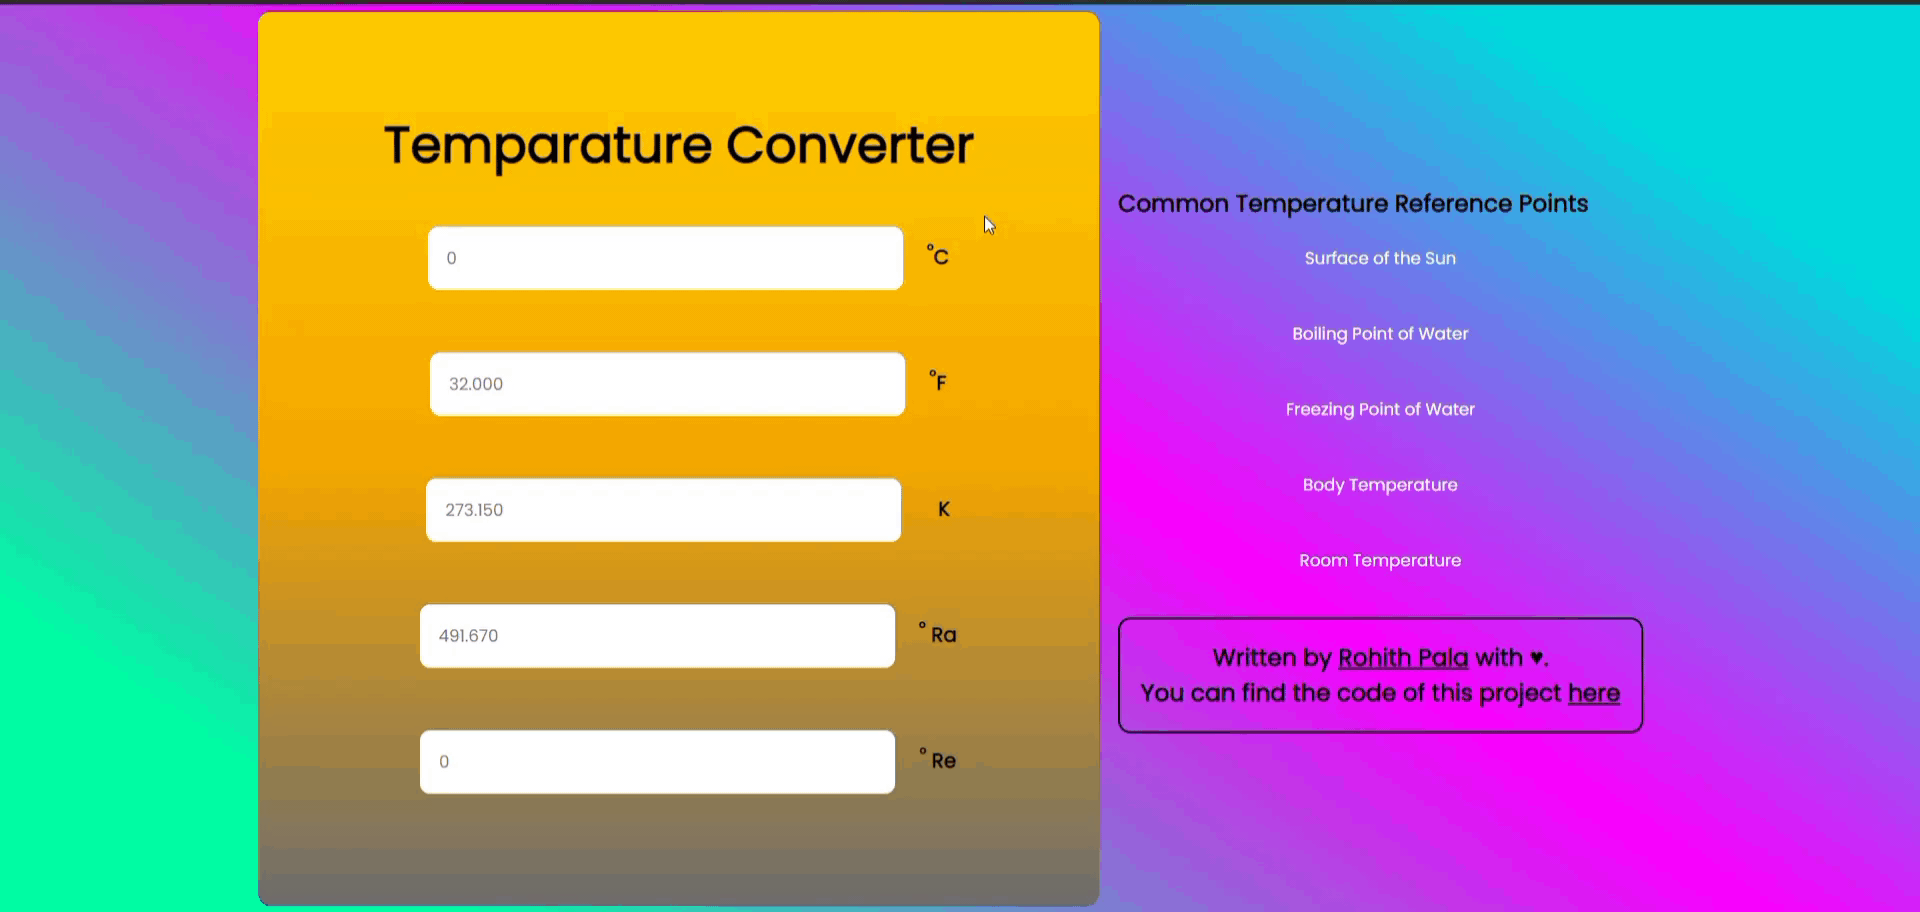 Temparature Converter
0 °C
32.000 °F
273.150 K
491.670 ° Ra
0 ° Re
Common Temperature Reference Points
Surface of the Sun
Boiling Point of Water
Freezing Point of Water
Body Temperature
Room Temperature
Written by Rohith Pala with ♥.
You can find the code of this project here